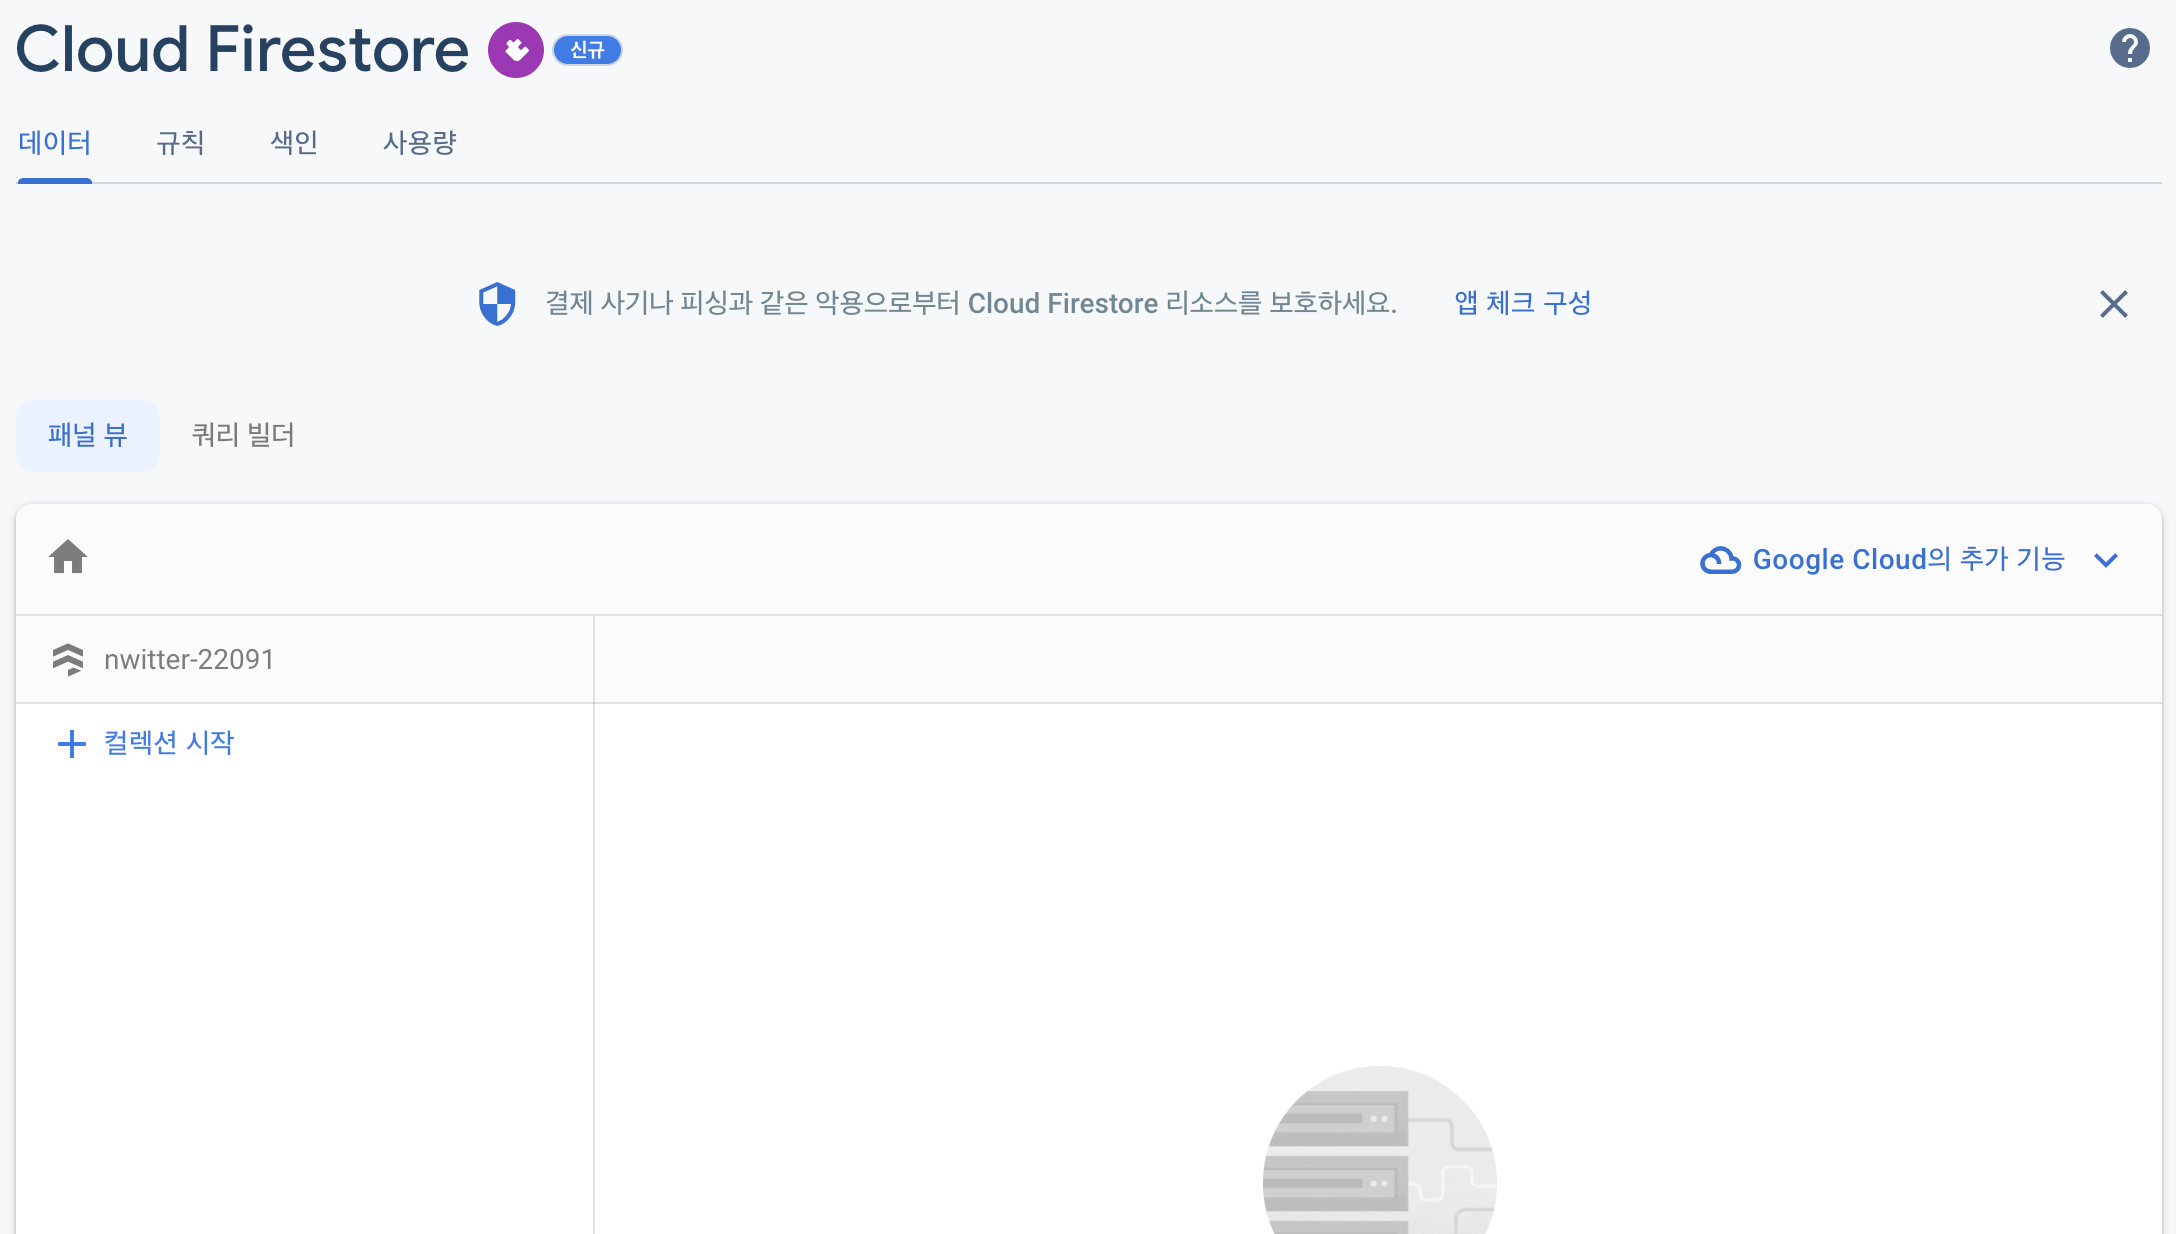 Cloud Firestore 신규
데이터 규칙 색인 사용량
결제 사기나 피싱과 같은 악용으로부터 Cloud Firestore 리소스를 보호하세요. 앱 체크 구성
패널 뷰 쿼리 빌더
Google Cloud의 추가 기능
nwitter-22091
컬렉션 시작